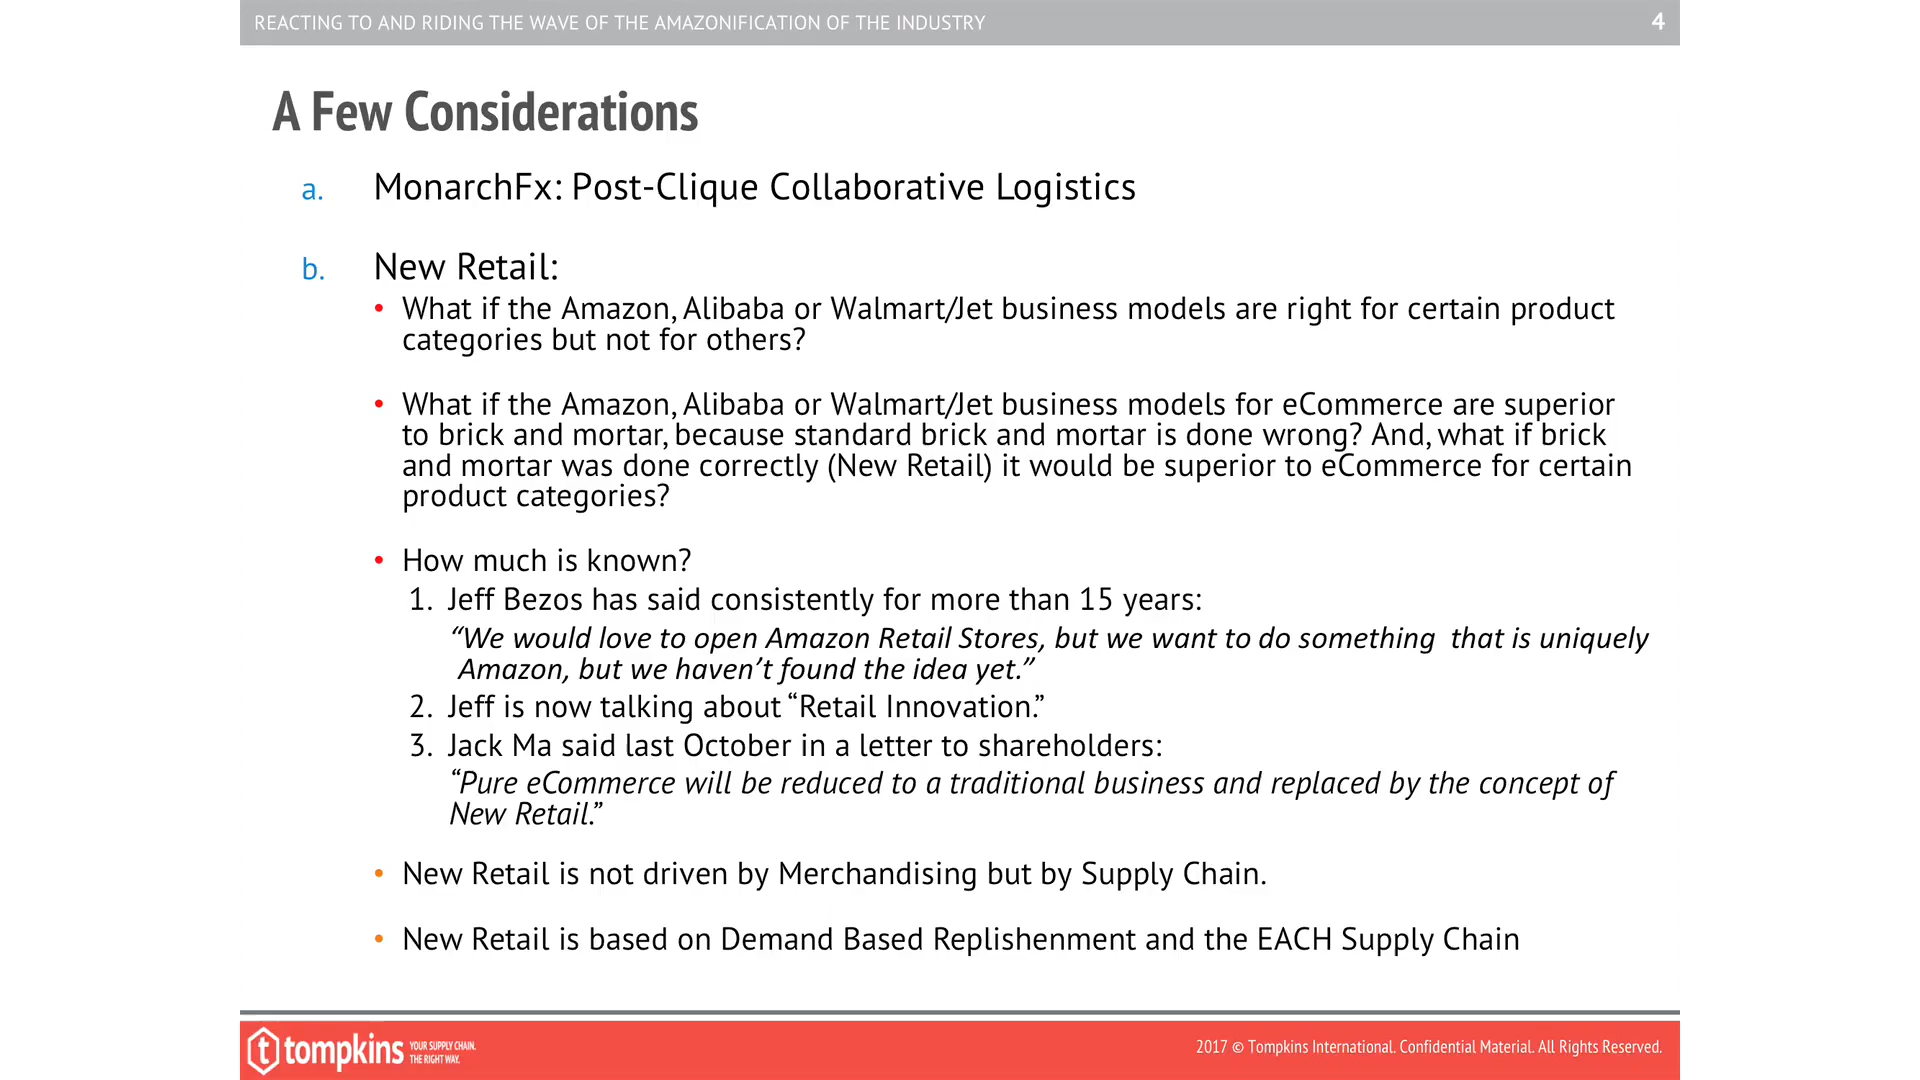 REACTING TO AND RIDING THE WAVE OF THE AMAZONIFICATION OF THE INDUSTRY 4
A Few Considerations
a. MonarchFx: Post-Clique Collaborative Logistics
b. New Retail:
• What if the Amazon, Alibaba or Walmart/Jet business models are right for certain product
categories but not for others?
• What if the Amazon, Alibaba or Walmart/Jet business models for eCommerce are superior
to brick and mortar, because standard brick and mortar is done wrong? And, what if brick
and mortar was done correctly (New Retail) it would be superior to eCommerce for certain
product categories?
• How much is known?
1. Jeff Bezos has said consistently for more than 15 years:
“We would love to open Amazon Retail Stores, but we want to do something that is uniquely
Amazon, but we haven’t found the idea yet.”
2. Jeff is now talking about “Retail Innovation.”
3. Jack Ma said last October in a letter to shareholders:
“Pure eCommerce will be reduced to a traditional business and replaced by the concept of
New Retail.”
• New Retail is not driven by Merchandising but by Supply Chain.
• New Retail is based on Demand Based Replishenment and the EACH Supply Chain
t tompkins YOUR SUPPLY CHAIN.
THE RIGHT WAY.
2017 © Tompkins International. Confidential Material. All Rights Reserved.